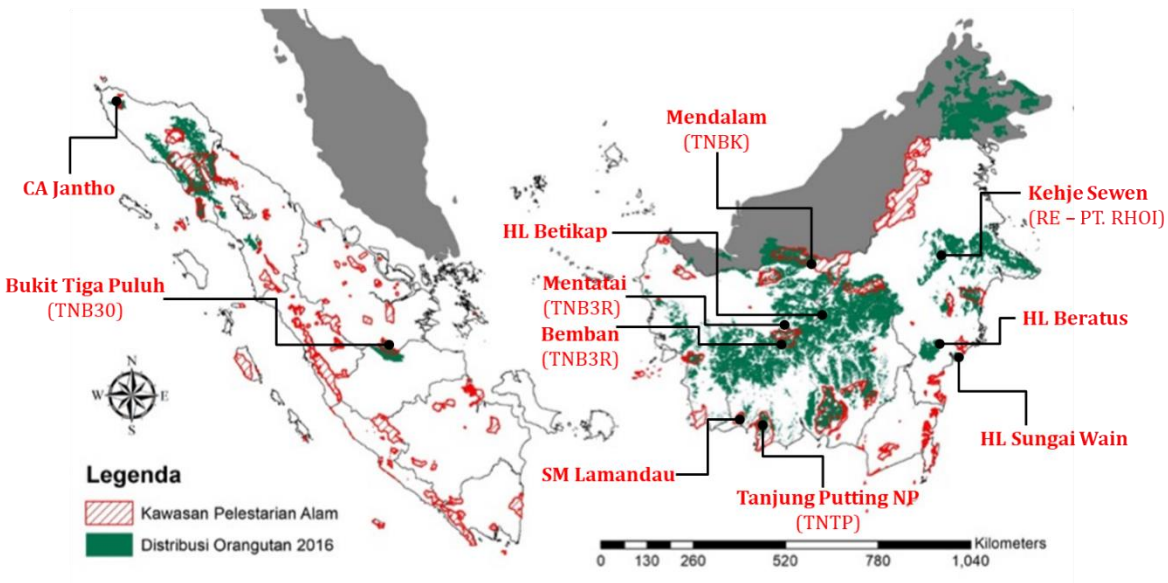 CA Jantho
Bukit Tiga Puluh
(TNB30)
N
W
E
S
Legenda
Kawasan Pelestarian Alam
Distribusi Orangutan 2016
Mendalam
(TNBK)
HL Betikap
Mentatai
(TNB3R)
Bemban
(TNB3R)
SM Lamandau
Tanjung Putting NP
(TNTP)
Kehje Sewen
(RE – PT. RHOI)
HL Beratus
HL Sungai Wain
Kilometers
0 130 260 520 780 1,040